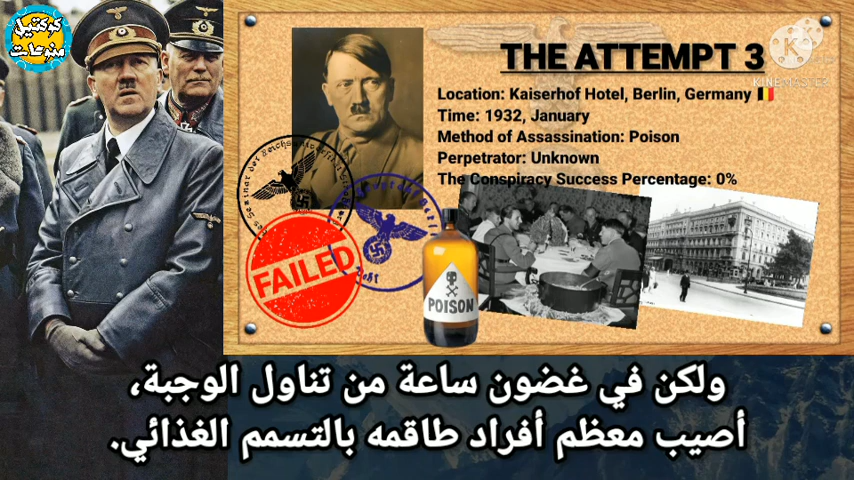 كوكتيل
منوعات
THE ATTEMPT 3
KINEMASTER
Location: Kaiserhof Hotel, Berlin, Germany 🇧🇪
Time: 1932, January
Method of Assassination: Poison
Perpetrator: Unknown
The Conspiracy Success Percentage: 0%
FAILED
POISON
ولكن في غضون ساعة من تناول الوجبة،
أصيب معظم أفراد طاقمه بالتسمم الغذائي.